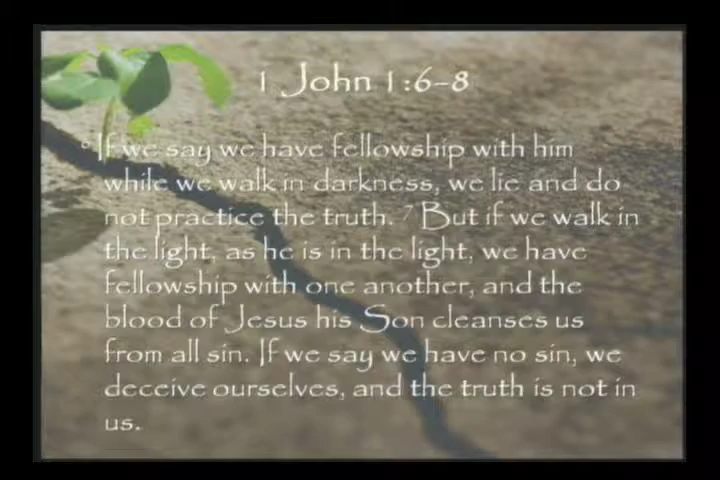 1 John 1:6-8
6 If we say we have fellowship with him
while we walk in darkness, we lie and do
not practice the truth. 7 But if we walk in
the light, as he is in the light, we have
fellowship with one another, and the
blood of Jesus his Son cleanses us
from all sin. If we say we have no sin, we
deceive ourselves, and the truth is not in
us.